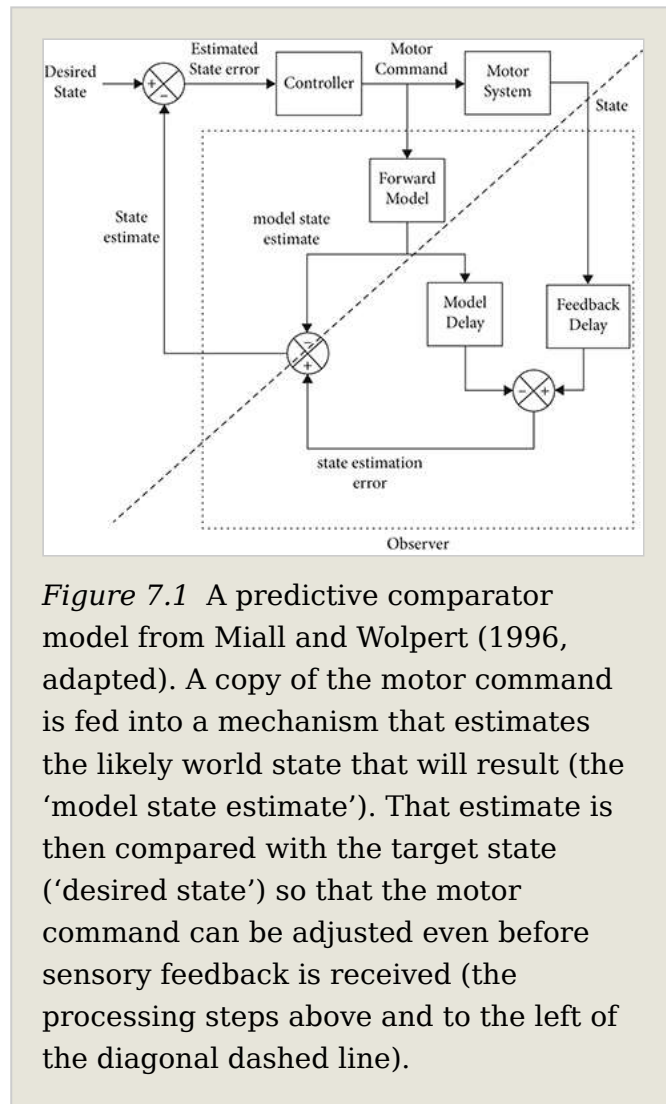 Estimated
State error
Motor
Command
Desired
State
+
−
Controller
Motor
System
State
Forward
Model
State
estimate
model state
estimate
Model
Delay
Feedback
Delay
−
+
− +
state estimation
error
Observer
Figure 7.1 A predictive comparator
model from Miall and Wolpert (1996,
adapted). A copy of the motor command
is fed into a mechanism that estimates
the likely world state that will result (the
‘model state estimate’). That estimate is
then compared with the target state
(‘desired state’) so that the motor
command can be adjusted even before
sensory feedback is received (the
processing steps above and to the left of
the diagonal dashed line).